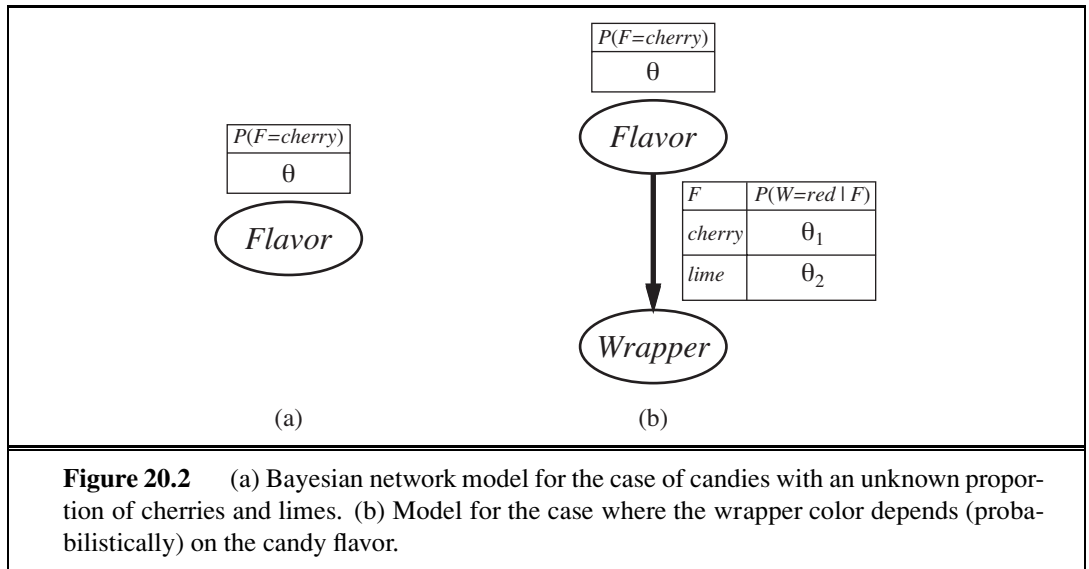 P(F=cherry)
θ
Flavor
(a)
P(F=cherry)
θ
Flavor
F P(W=red | F)
cherry θ1
lime θ2
Wrapper
(b)
Figure 20.2 (a) Bayesian network model for the case of candies with an unknown propor-
tion of cherries and limes. (b) Model for the case where the wrapper color depends (proba-
bilistically) on the candy flavor.